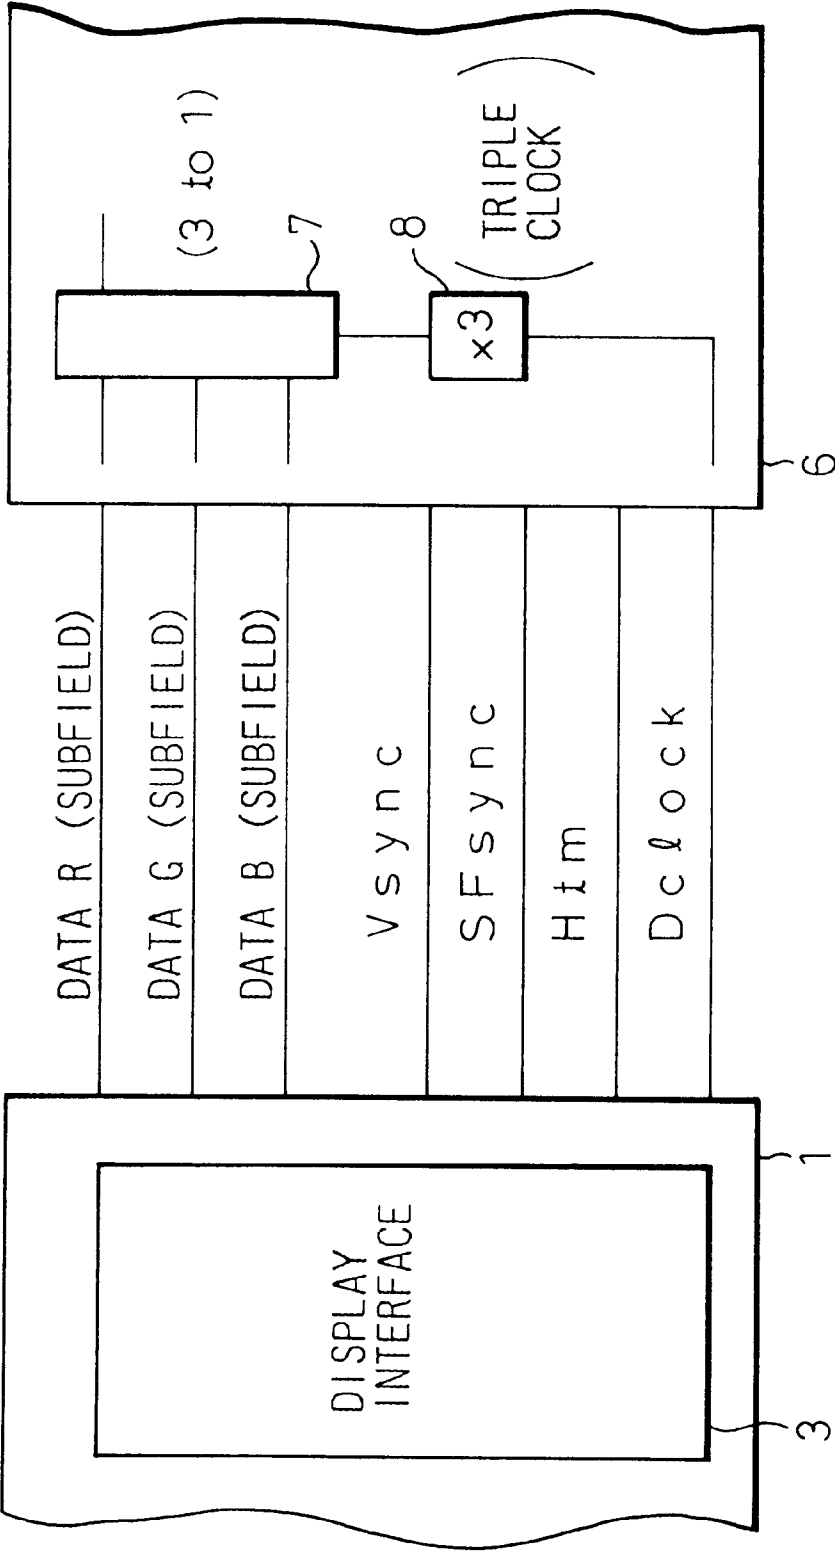 DISPLAY
INTERFACE
3
1
DATA R (SUBFIELD)
DATA G (SUBFIELD)
DATA B (SUBFIELD)
Vsync
SFsync
Htm
Dclock
6
(3 to 1)
7
8
x3
(TRIPLE
CLOCK)